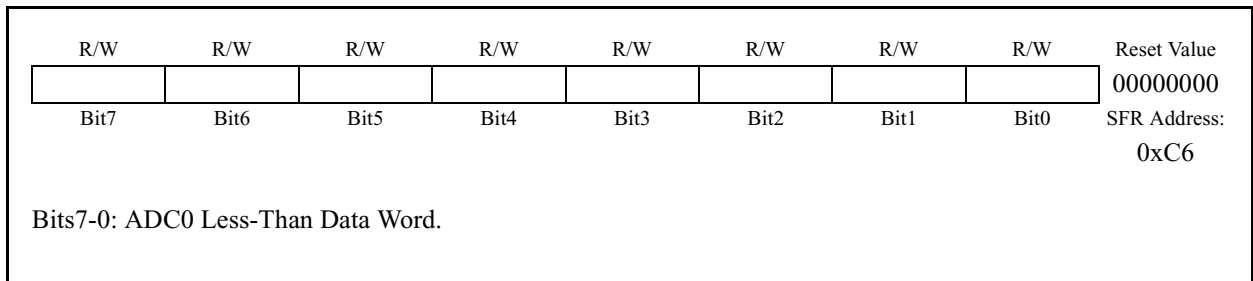 R/W R/W R/W R/W R/W R/W R/W R/W Reset Value
00000000
Bit7 Bit6 Bit5 Bit4 Bit3 Bit2 Bit1 Bit0 SFR Address:
0xC6
Bits7-0: ADC0 Less-Than Data Word.